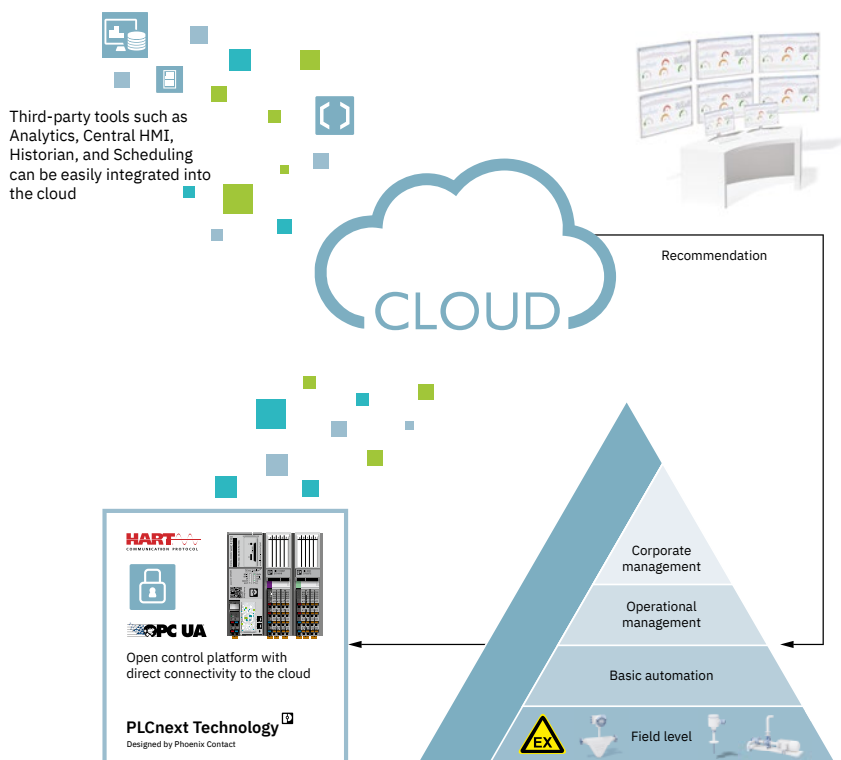 Third-party tools such as
Analytics, Central HMI,
Historian, and Scheduling
can be easily integrated into
the cloud
CLOUD
Recommendation
HART
COMMUNICATION PROTOCOL
OPC UA
Open control platform with
direct connectivity to the cloud
PLCnext Technology
Designed by Phoenix Contact
Corporate
management
Operational
management
Basic automation
EX
Field level